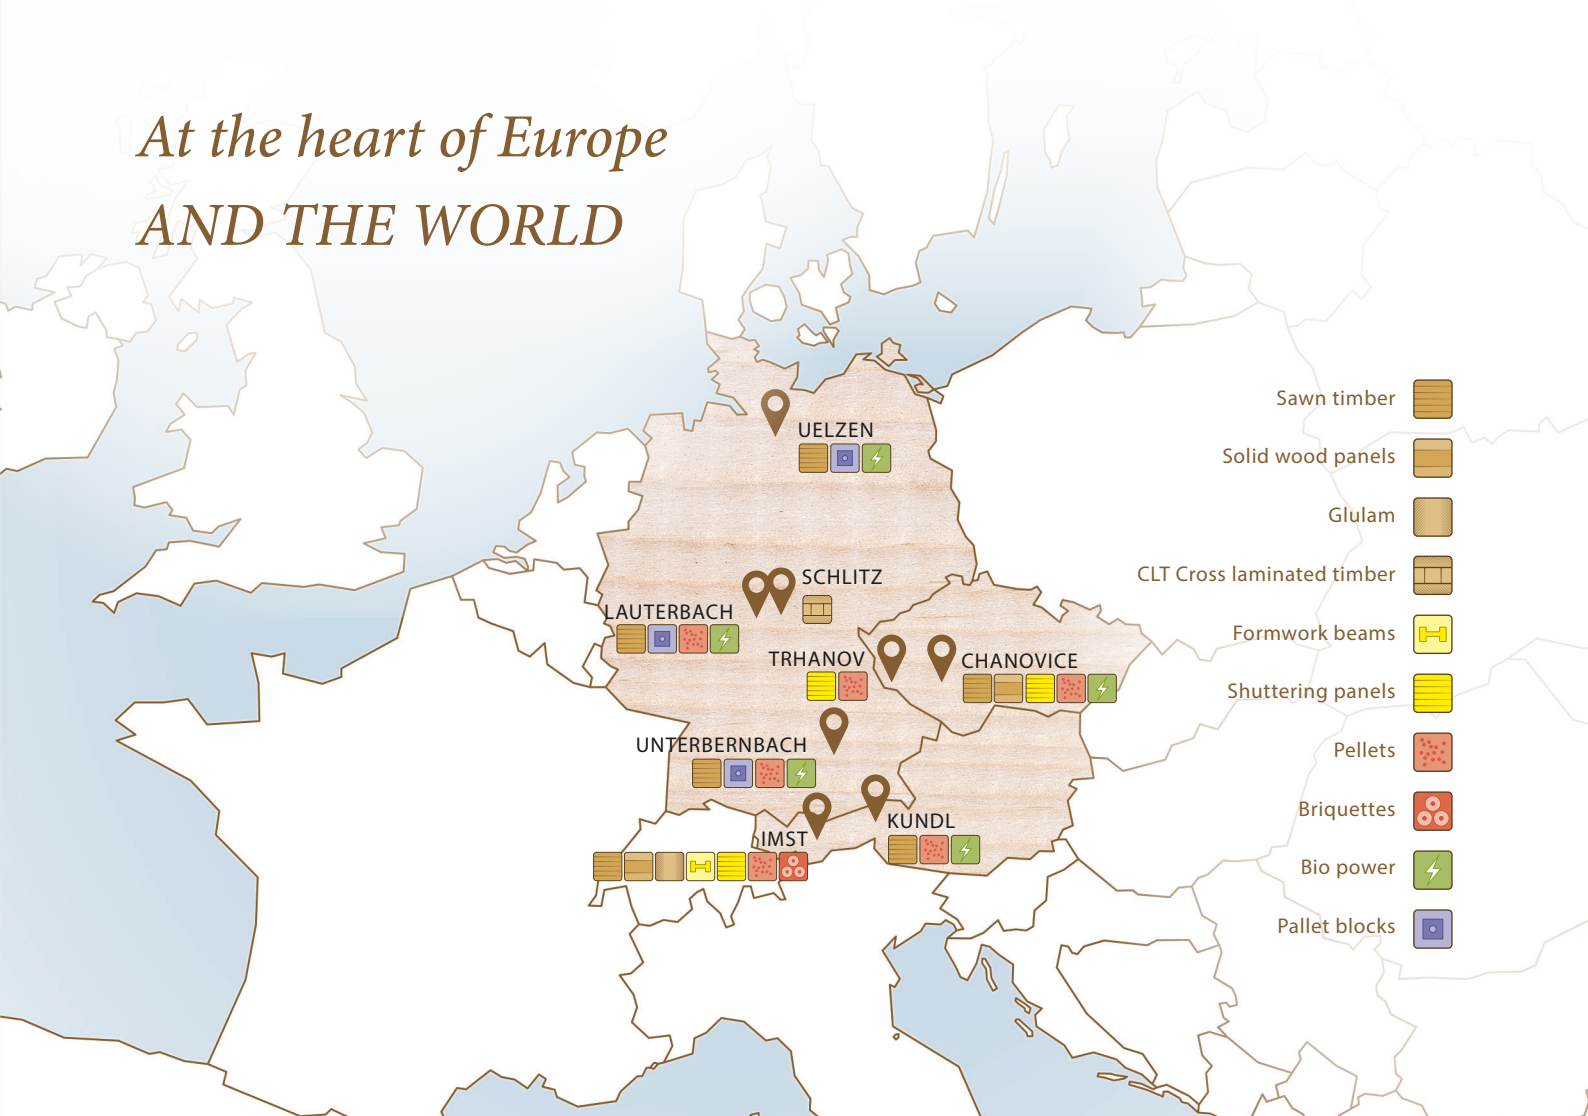 At the heart of Europe
AND THE WORLD
UELZEN
SCHLITZ
LAUTERBACH
TRHANOV
CHANOVICE
UNTERBERNBACH
KUNDL
IMST
Sawn timber
Solid wood panels
Glulam
CLT Cross laminated timber
Formwork beams
Shuttering panels
Pellets
Briquettes
Bio power
Pallet blocks